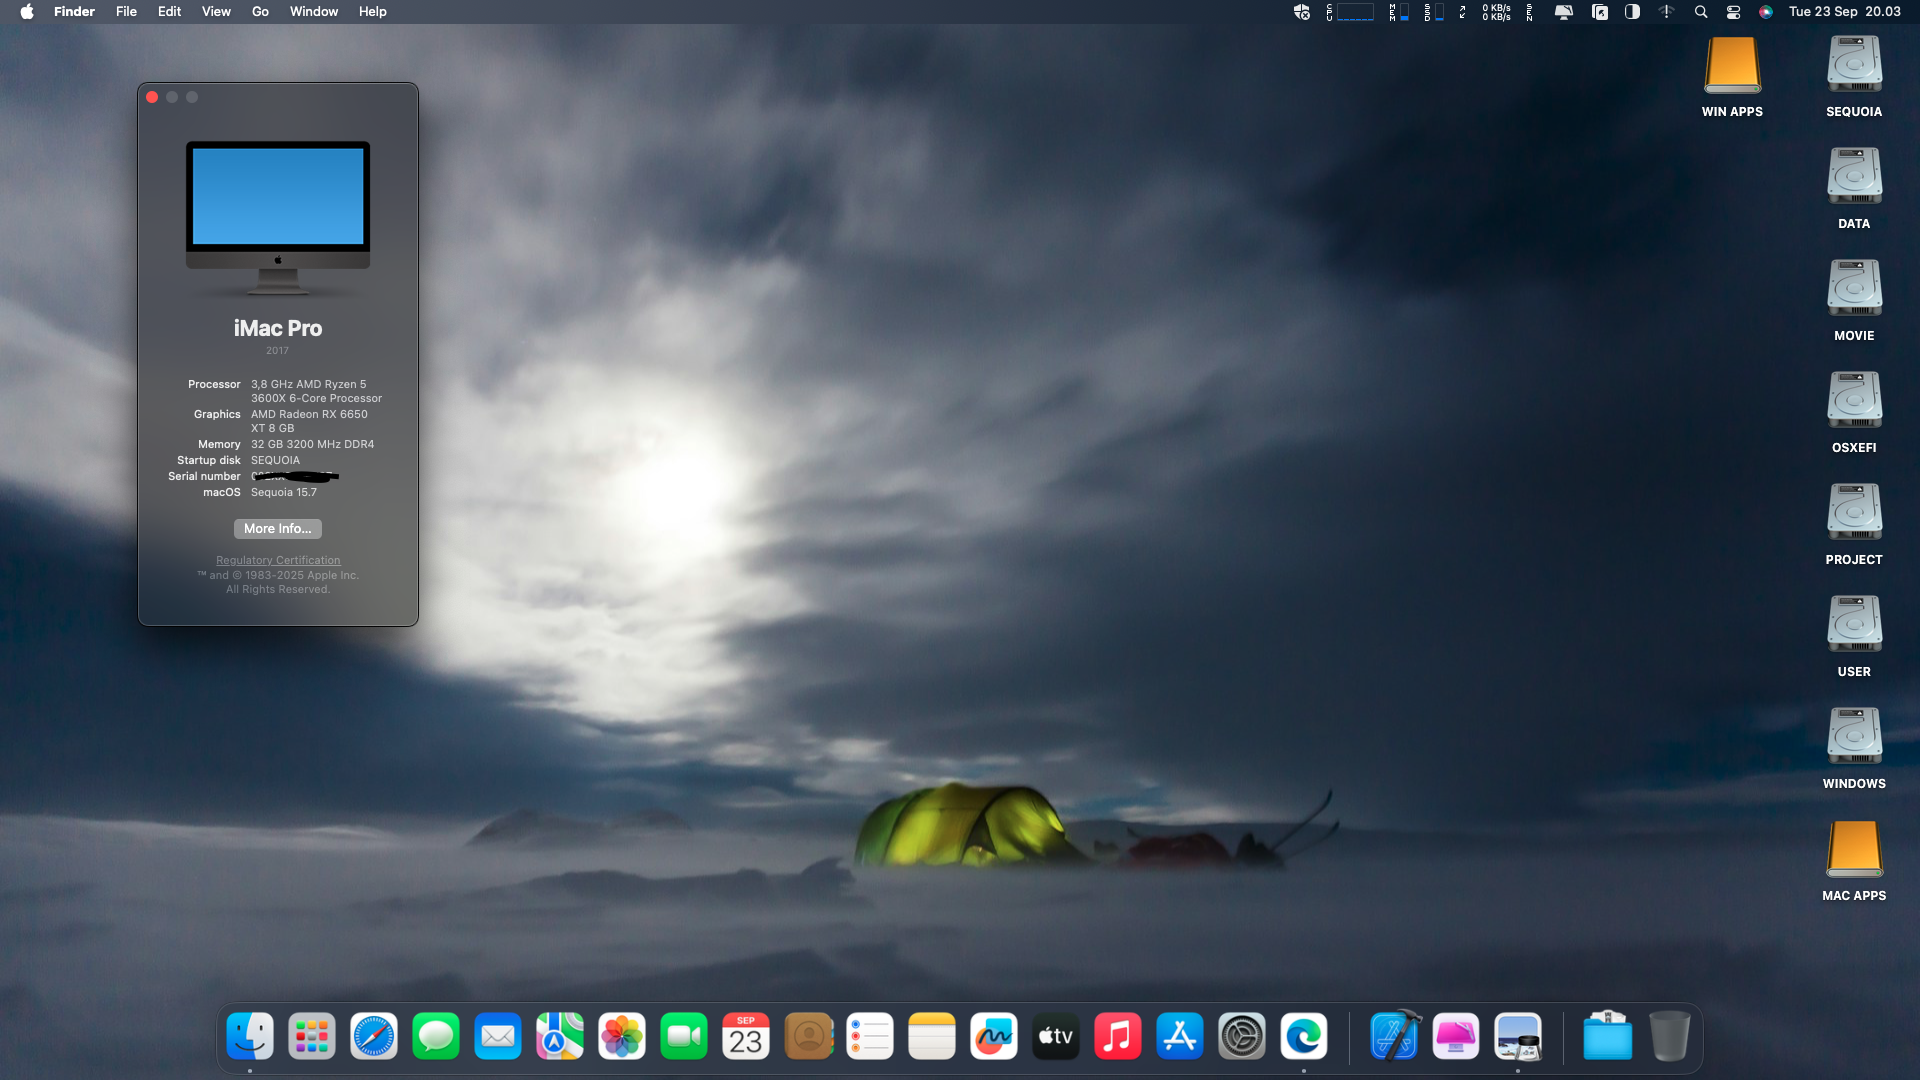 Finder File Edit View Go Window Help
CPU MEM SSD 0 KB/s SEN Tue 23 Sep 20.03
0 KB/s
WIN APPS
SEQUOIA
DATA
MOVIE
OSXEFI
PROJECT
USER
WINDOWS
MAC APPS
iMac Pro
2017
Processor 3,8 GHz AMD Ryzen 5
3600X 6-Core Processor
Graphics AMD Radeon RX 6650
XT 8 GB
Memory 32 GB 3200 MHz DDR4
Startup disk SEQUOIA
Serial number
macOS Sequoia 15.7
More Info...
Regulatory Certification
™ and © 1983-2025 Apple Inc.
All Rights Reserved.
SEP
23
tv